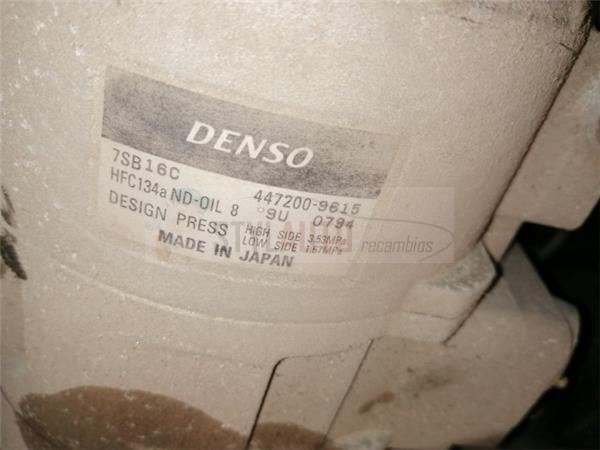 DENSO
7SB16C
447200-9615
HFC134a ND-OIL 8 9U 0794
DESIGN PRESS HIGH SIDE 3.53MPa
LOW SIDE 1.67MPa
MADE IN JAPAN
recambios